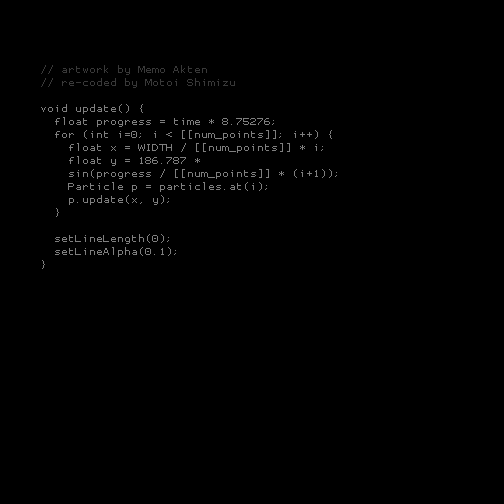 // artwork by Memo Akten
// re-coded by Motoi Shimizu
void update() {
float progress = time * 8.75276;
for (int i=0; i < [[num_points]]; i++) {
float x = WIDTH / [[num_points]] * i;
float y = 186.787 *
sin(progress / [[num_points]] * (i+1));
Particle p = particles.at(i);
p.update(x, y);
}
setLineLength(0);
setLineAlpha(0.1);
}